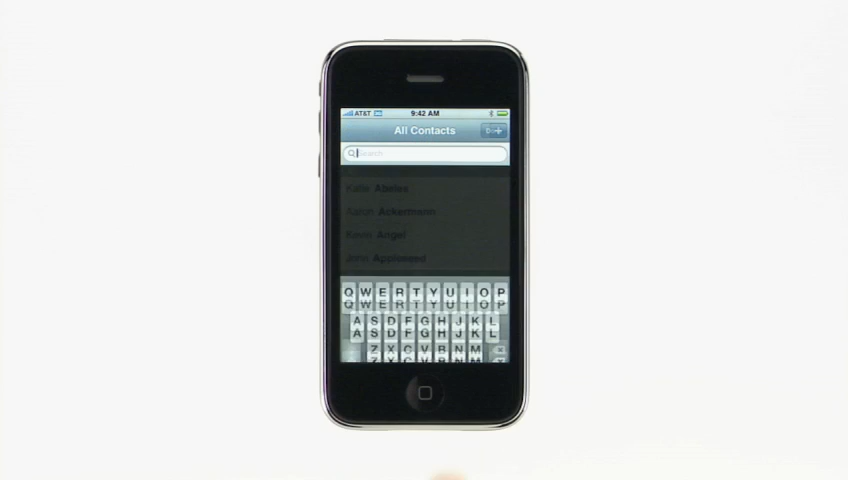 AT&T 9:42 AM
All Contacts
Search
Katie Abeles
Aaron Ackermann
Kevin Angel
John Appleseed
Q W E R T Y U I O P
A S D F G H J K L
Z X C V B N M